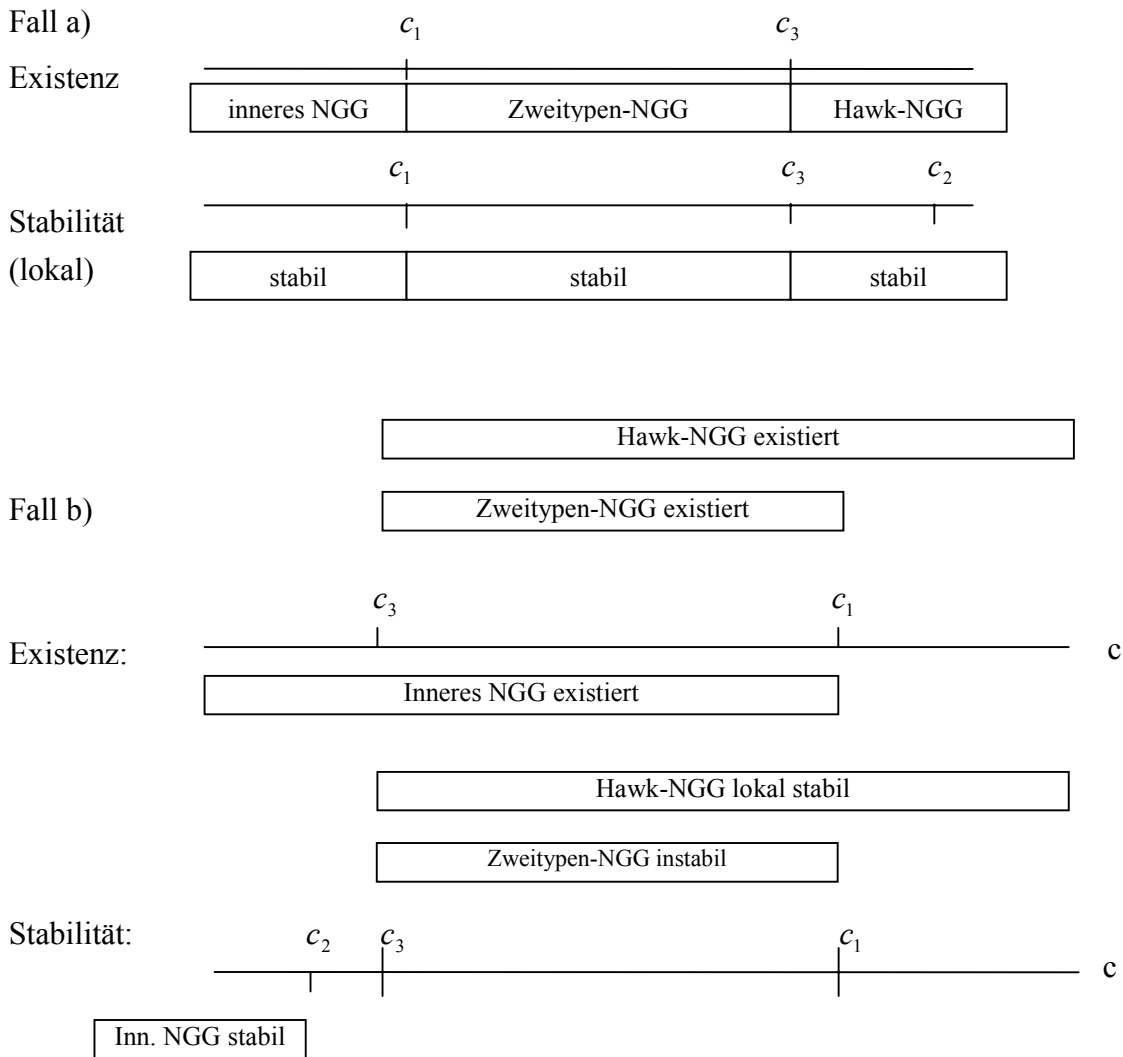 Fall a)
c₁ c₃
Existenz
inneres NGG Zweitypen-NGG Hawk-NGG
c₁ c₃ c₂
Stabilität
(lokal)
stabil stabil stabil
Hawk-NGG existiert
Fall b)
Zweitypen-NGG existiert
c₃ c₁
Existenz:
c
Inneres NGG existiert
Hawk-NGG lokal stabil
Zweitypen-NGG instabil
Stabilität:
c₂ c₃ c₁
c
Inn. NGG stabil